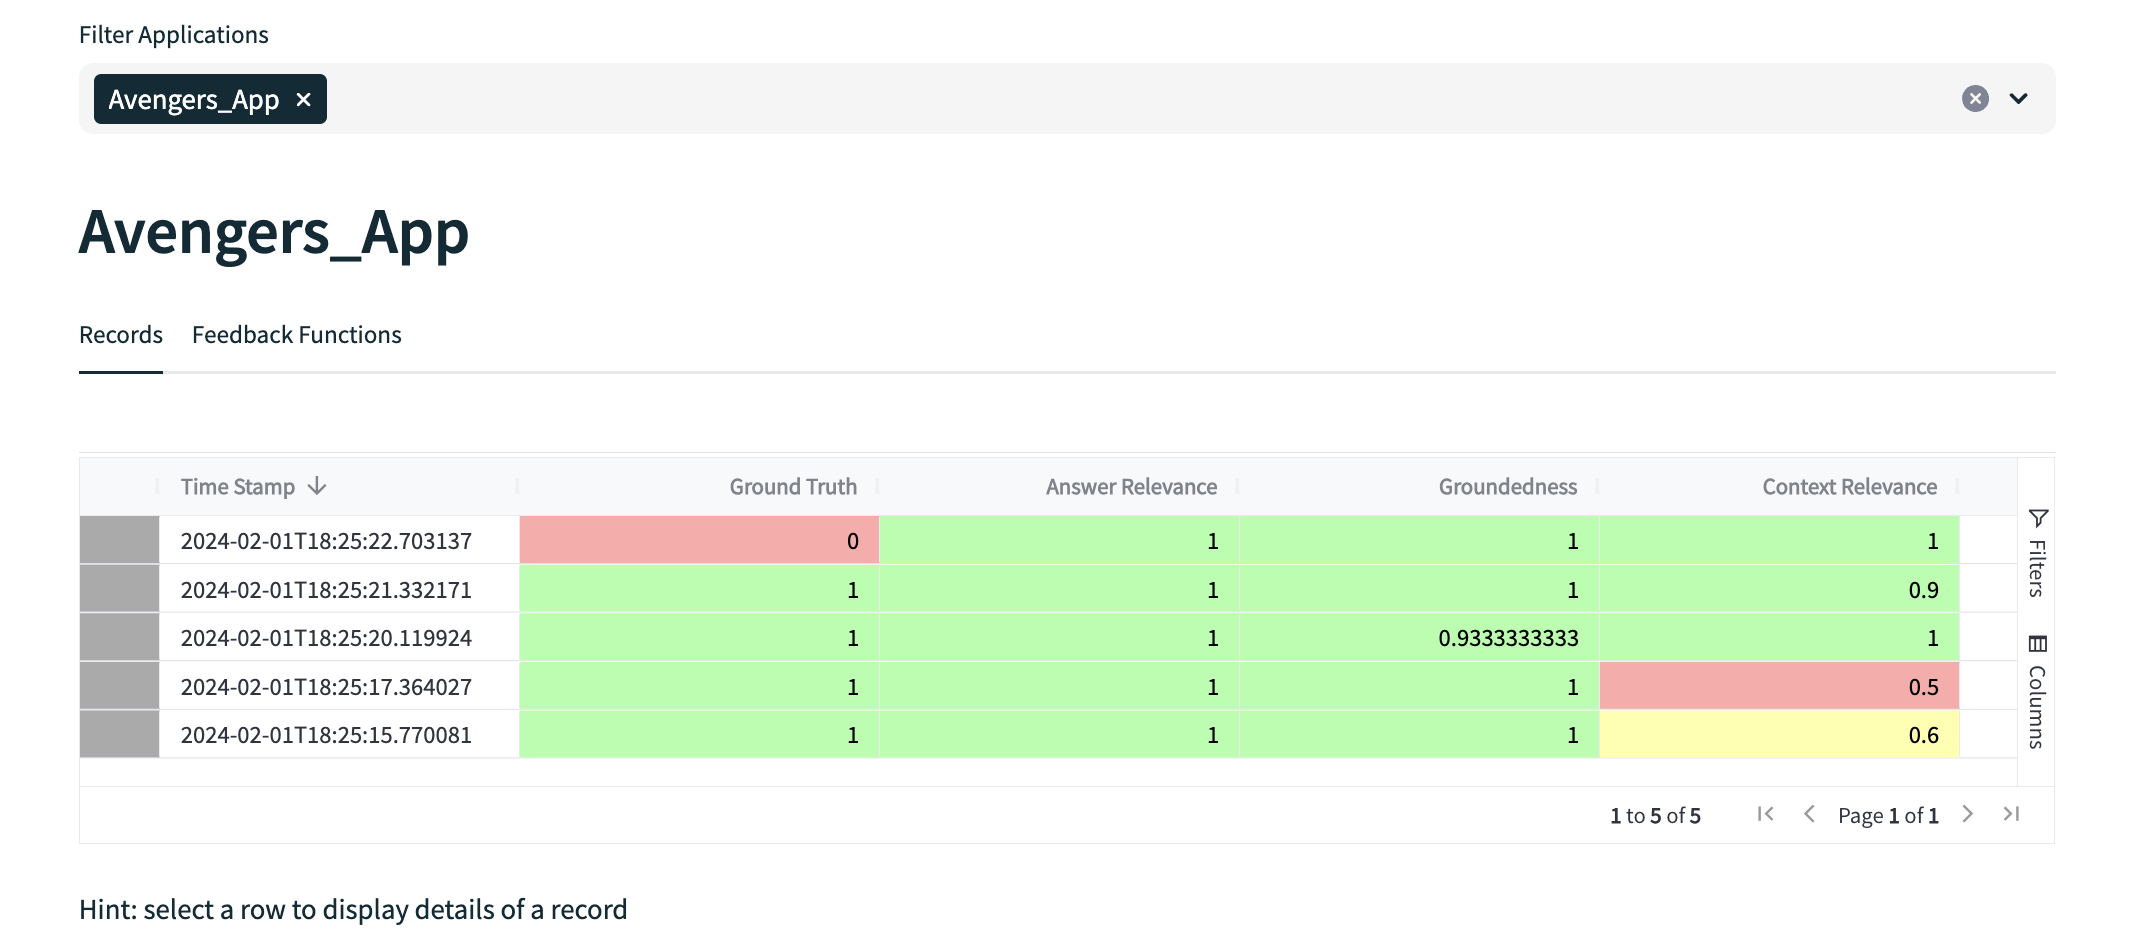 Filter Applications
Avengers_App
Avengers_App
Records Feedback Functions
Time Stamp Ground Truth Answer Relevance Groundedness Context Relevance
2024-02-01T18:25:22.703137 0 1 1 1
2024-02-01T18:25:21.332171 1 1 1 0.9
2024-02-01T18:25:20.119924 1 1 0.9333333333 1
2024-02-01T18:25:17.364027 1 1 1 0.5
2024-02-01T18:25:15.770081 1 1 1 0.6
Filters
Columns
1 to 5 of 5 Page 1 of 1
Hint: select a row to display details of a record